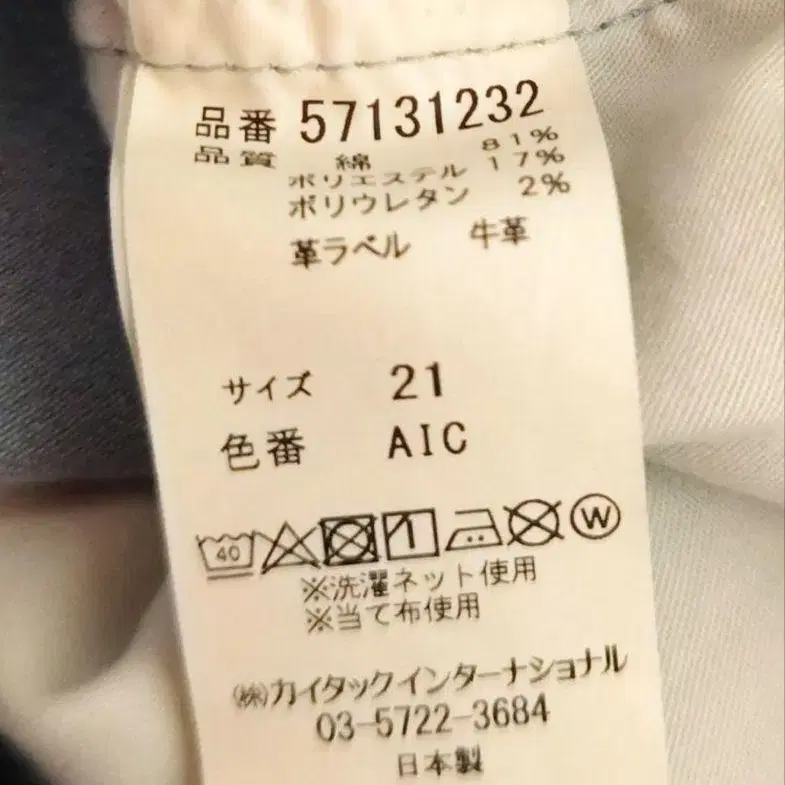 品番 57131232
品質 綿 81%
ポリエステル 17%
ポリウレタン 2%
革ラベル 牛革
サイズ 21
色番 AIC
40 W
※洗濯ネット使用
※当て布使用
㈱カイタックインターナショナル
03-5722-3684
日本製